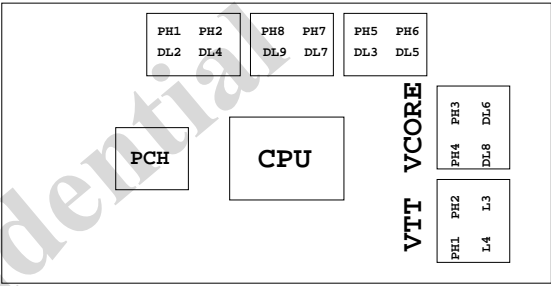 PH1 PH2 PH8 PH7 PH5 PH6
DL2 DL4 DL9 DL7 DL3 DL5
VCORE
PH3 DL6
PH4 DL8
PCH
CPU
VTT
PH2 L3
PH1 L4
dential